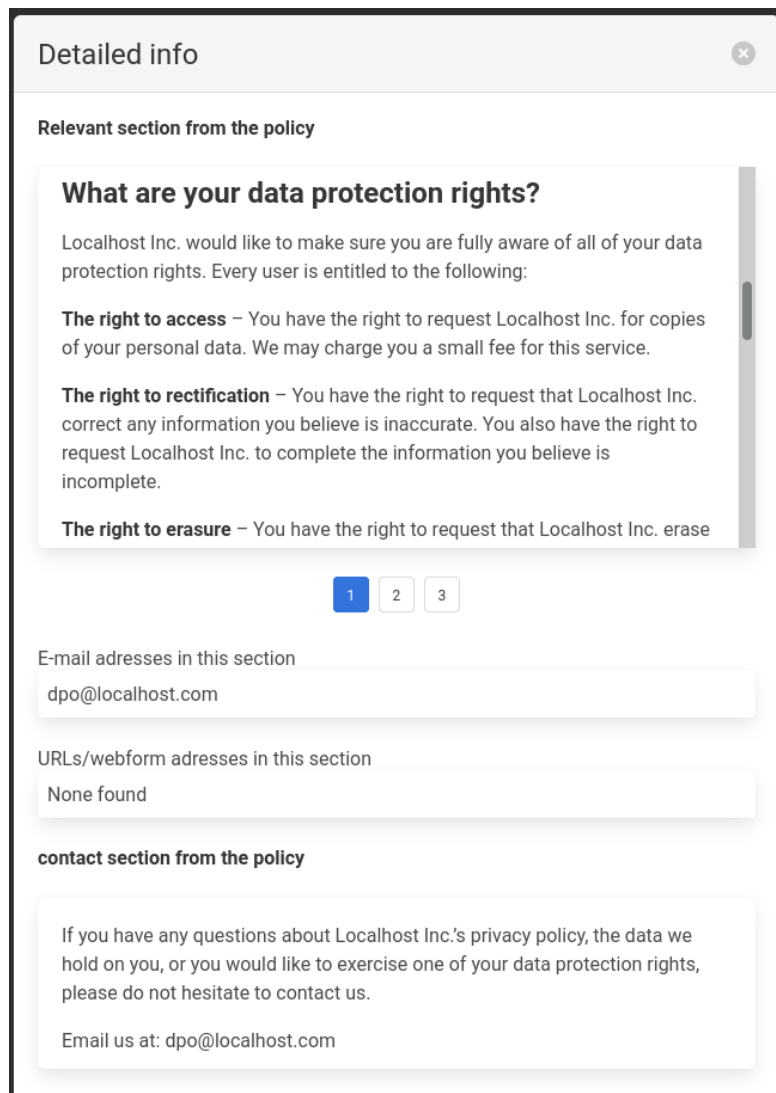 Detailed info
Relevant section from the policy
What are your data protection rights?
Localhost Inc. would like to make sure you are fully aware of all of your data
protection rights. Every user is entitled to the following:
The right to access – You have the right to request Localhost Inc. for copies
of your personal data. We may charge you a small fee for this service.
The right to rectification – You have the right to request that Localhost Inc.
correct any information you believe is inaccurate. You also have the right to
request Localhost Inc. to complete the information you believe is
incomplete.
The right to erasure – You have the right to request that Localhost Inc. erase
1 2 3
E-mail adresses in this section
dpo@localhost.com
URLs/webform adresses in this section
None found
contact section from the policy
If you have any questions about Localhost Inc.’s privacy policy, the data we
hold on you, or you would like to exercise one of your data protection rights,
please do not hesitate to contact us.
Email us at: dpo@localhost.com